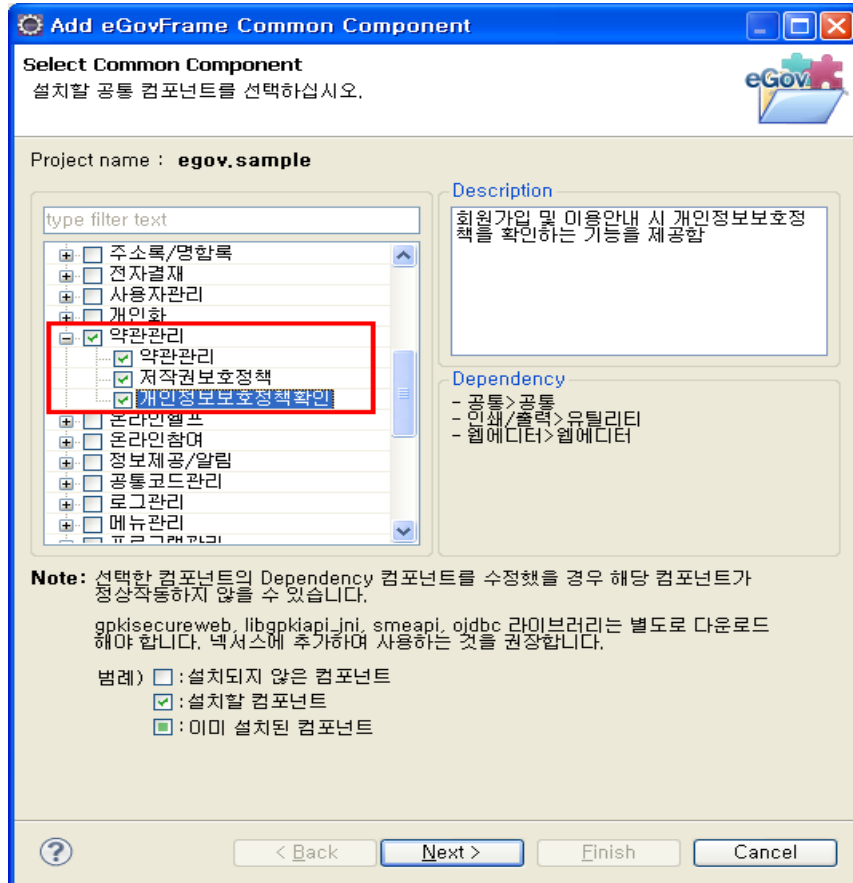 Add eGovFrame Common Component
Select Common Component
설치할 공통 컴포넌트를 선택하십시오.
eGov
Project name : egov.sample
type filter text
주소록/명함록
전자결재
사용자관리
개인화
약관관리
약관관리
저작권보호정책
개인정보보호정책확인
온라인헬프
온라인참여
정보제공/알림
공통코드관리
로그관리
메뉴관리
프로그램관리
Description
회원가입 및 이용안내 시 개인정보보호정
책을 확인하는 기능을 제공함
Dependency
- 공통>공통
- 인쇄/출력>유틸리티
- 웹에디터>웹에디터
Note: 선택한 컴포넌트의 Dependency 컴포넌트를 수정했을 경우 해당 컴포넌트가
정상작동하지 않을 수 있습니다.
gpkisecureweb, libgpkiapi_jni, smeapi, ojdbc 라이브러리는 별도로 다운로드
해야 합니다. 넥서스에 추가하여 사용하는 것을 권장합니다.
범례) :설치되지 않은 컴포넌트
:설치할 컴포넌트
:이미 설치된 컴포넌트
?
< Back
Next >
Finish
Cancel